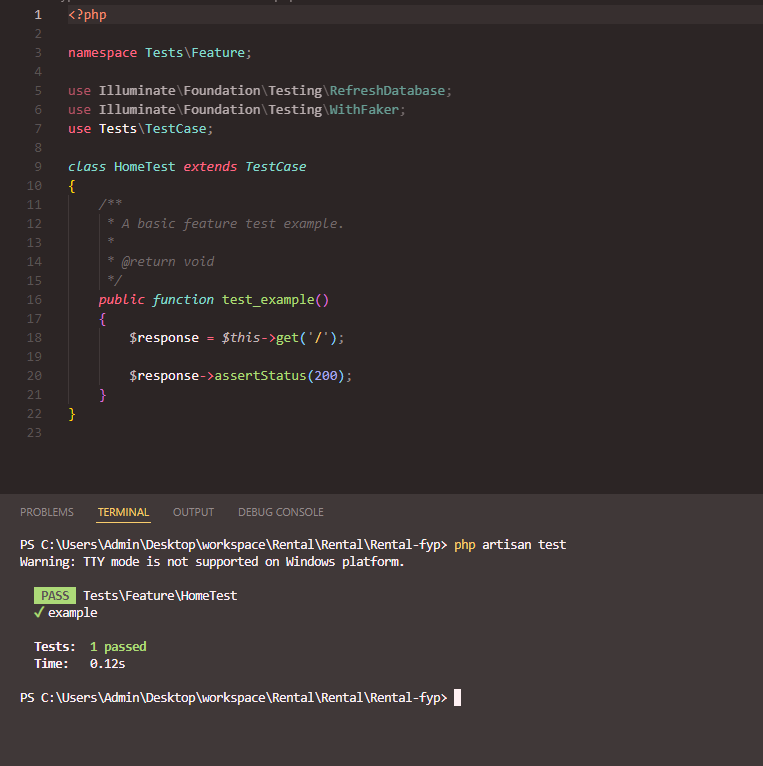 1 <?php
2
3 namespace Tests\Feature;
4
5 use Illuminate\Foundation\Testing\RefreshDatabase;
6 use Illuminate\Foundation\Testing\WithFaker;
7 use Tests\TestCase;
8
9 class HomeTest extends TestCase
10 {
11     /**
12      * A basic feature test example.
13      *
14      * @return void
15      */
16     public function test_example()
17     {
18         $response = $this->get('/');
19
20         $response->assertStatus(200);
21     }
22 }
23
PROBLEMS TERMINAL OUTPUT DEBUG CONSOLE
PS C:\Users\Admin\Desktop\workspace\Rental\Rental\Rental-fyp> php artisan test
Warning: TTY mode is not supported on Windows platform.
PASS Tests\Feature\HomeTest
✓ example
Tests: 1 passed
Time: 0.12s
PS C:\Users\Admin\Desktop\workspace\Rental\Rental\Rental-fyp>